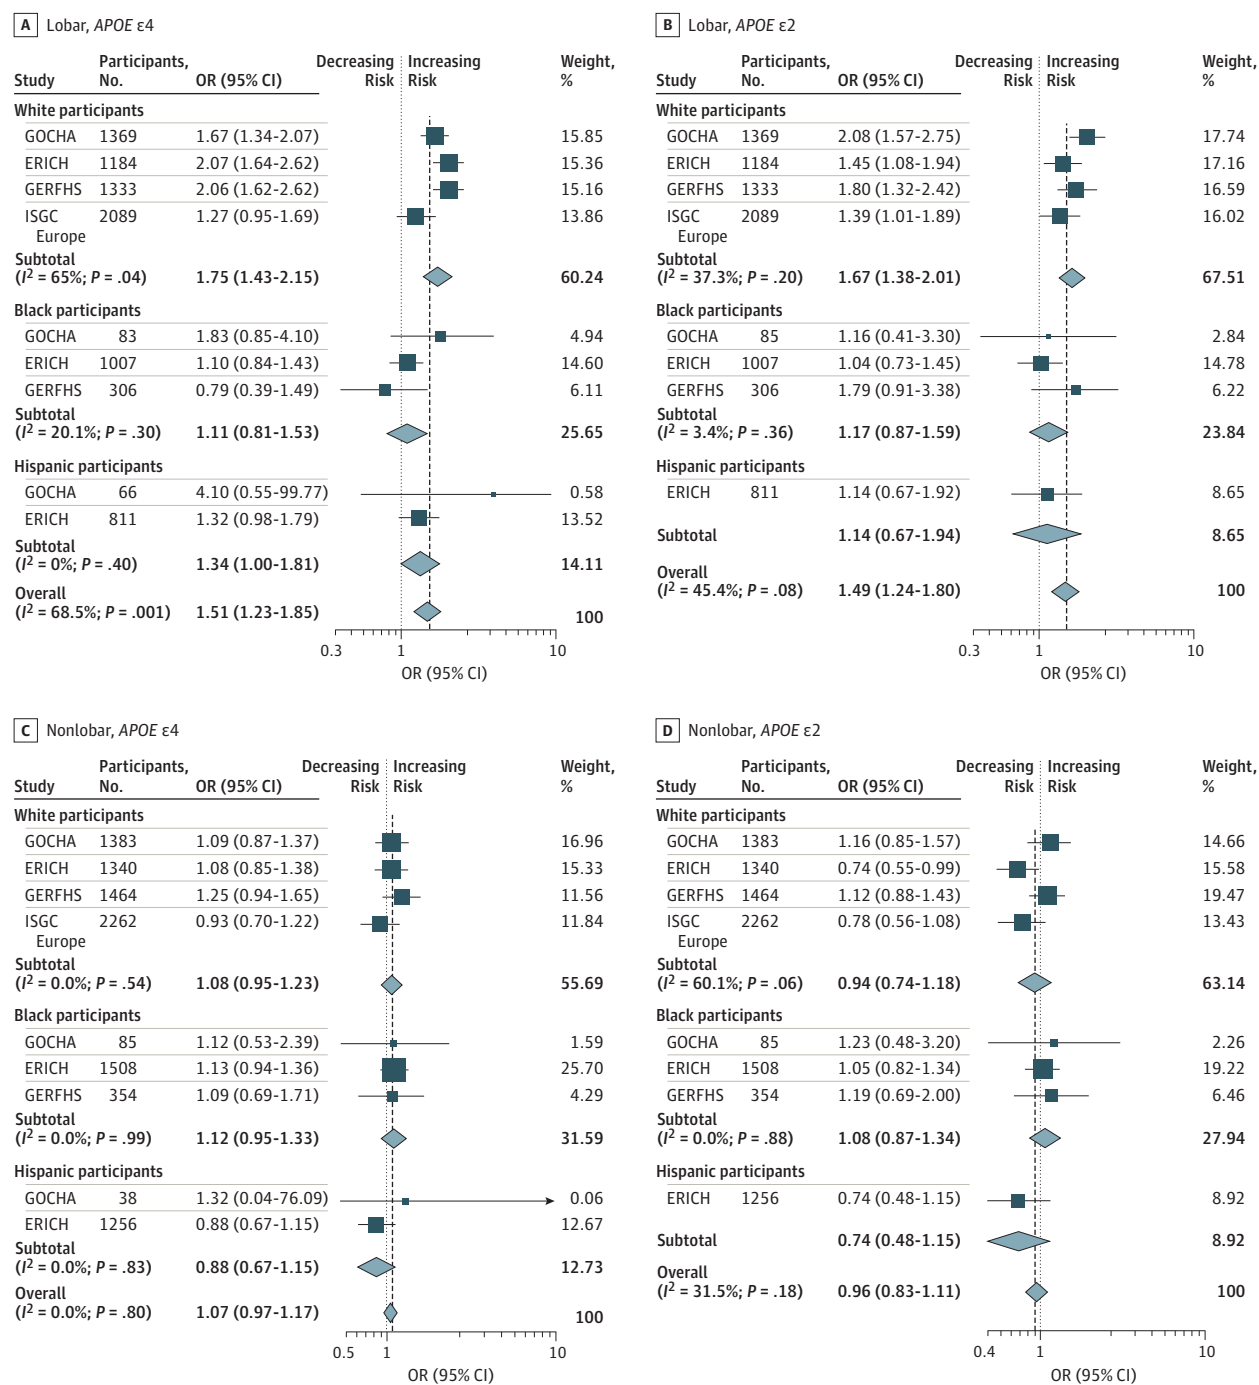 A Lobar, APOE ε4
Study Participants, No. OR (95% CI) Decreasing Risk Increasing Risk Weight, %
White participants
GOCHA 1369 1.67 (1.34-2.07) 15.85
ERICH 1184 2.07 (1.64-2.62) 15.36
GERFHS 1333 2.06 (1.62-2.62) 15.16
ISGC Europe 2089 1.27 (0.95-1.69) 13.86
Subtotal
(I² = 65%; P = .04) 1.75 (1.43-2.15) 60.24
Black participants
GOCHA 83 1.83 (0.85-4.10) 4.94
ERICH 1007 1.10 (0.84-1.43) 14.60
GERFHS 306 0.79 (0.39-1.49) 6.11
Subtotal
(I² = 20.1%; P = .30) 1.11 (0.81-1.53) 25.65
Hispanic participants
GOCHA 66 4.10 (0.55-99.77) 0.58
ERICH 811 1.32 (0.98-1.79) 13.52
Subtotal
(I² = 0%; P = .40) 1.34 (1.00-1.81) 14.11
Overall
(I² = 68.5%; P = .001) 1.51 (1.23-1.85) 100
0.3 1 10
OR (95% CI)
B Lobar, APOE ε2
Study Participants, No. OR (95% CI) Decreasing Risk Increasing Risk Weight, %
White participants
GOCHA 1369 2.08 (1.57-2.75) 17.74
ERICH 1184 1.45 (1.08-1.94) 17.16
GERFHS 1333 1.80 (1.32-2.42) 16.59
ISGC Europe 2089 1.39 (1.01-1.89) 16.02
Subtotal
(I² = 37.3%; P = .20) 1.67 (1.38-2.01) 67.51
Black participants
GOCHA 85 1.16 (0.41-3.30) 2.84
ERICH 1007 1.04 (0.73-1.45) 14.78
GERFHS 306 1.79 (0.91-3.38) 6.22
Subtotal
(I² = 3.4%; P = .36) 1.17 (0.87-1.59) 23.84
Hispanic participants
ERICH 811 1.14 (0.67-1.92) 8.65
Subtotal 1.14 (0.67-1.94) 8.65
Overall
(I² = 45.4%; P = .08) 1.49 (1.24-1.80) 100
0.3 1 10
OR (95% CI)
C Nonlobar, APOE ε4
Study Participants, No. OR (95% CI) Decreasing Risk Increasing Risk Weight, %
White participants
GOCHA 1383 1.09 (0.87-1.37) 16.96
ERICH 1340 1.08 (0.85-1.38) 15.33
GERFHS 1464 1.25 (0.94-1.65) 11.56
ISGC Europe 2262 0.93 (0.70-1.22) 11.84
Subtotal
(I² = 0.0%; P = .54) 1.08 (0.95-1.23) 55.69
Black participants
GOCHA 85 1.12 (0.53-2.39) 1.59
ERICH 1508 1.13 (0.94-1.36) 25.70
GERFHS 354 1.09 (0.69-1.71) 4.29
Subtotal
(I² = 0.0%; P = .99) 1.12 (0.95-1.33) 31.59
Hispanic participants
GOCHA 38 1.32 (0.04-76.09) 0.06
ERICH 1256 0.88 (0.67-1.15) 12.67
Subtotal
(I² = 0.0%; P = .83) 0.88 (0.67-1.15) 12.73
Overall
(I² = 0.0%; P = .80) 1.07 (0.97-1.17) 100
0.5 1 10
OR (95% CI)
D Nonlobar, APOE ε2
Study Participants, No. OR (95% CI) Decreasing Risk Increasing Risk Weight, %
White participants
GOCHA 1383 1.16 (0.85-1.57) 14.66
ERICH 1340 0.74 (0.55-0.99) 15.58
GERFHS 1464 1.12 (0.88-1.43) 19.47
ISGC Europe 2262 0.78 (0.56-1.08) 13.43
Subtotal
(I² = 60.1%; P = .06) 0.94 (0.74-1.18) 63.14
Black participants
GOCHA 85 1.23 (0.48-3.20) 2.26
ERICH 1508 1.05 (0.82-1.34) 19.22
GERFHS 354 1.19 (0.69-2.00) 6.46
Subtotal
(I² = 0.0%; P = .88) 1.08 (0.87-1.34) 27.94
Hispanic participants
ERICH 1256 0.74 (0.48-1.15) 8.92
Subtotal 0.74 (0.48-1.15) 8.92
Overall
(I² = 31.5%; P = .18) 0.96 (0.83-1.11) 100
0.4 1 10
OR (95% CI)